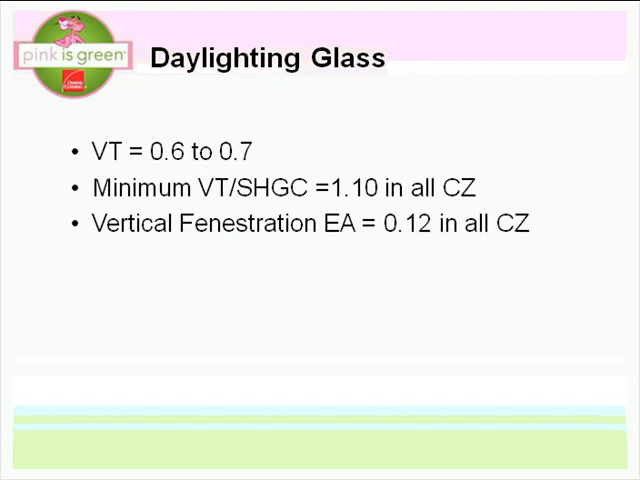 pink is green
Daylighting Glass
• VT = 0.6 to 0.7
• Minimum VT/SHGC =1.10 in all CZ
• Vertical Fenestration EA = 0.12 in all CZ